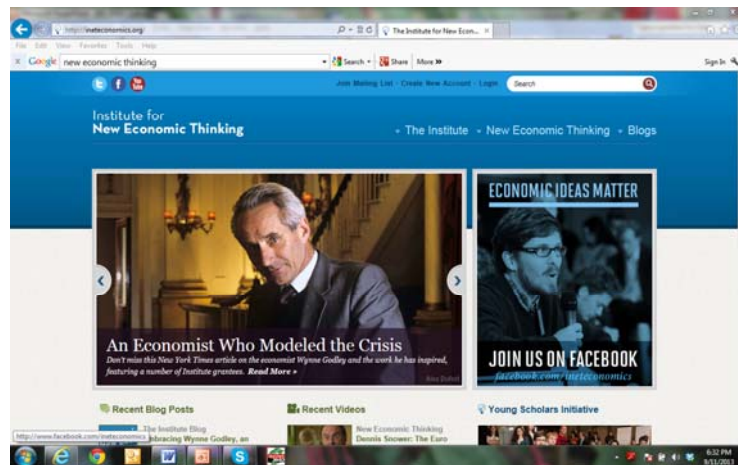 http://ineteconomics.org/
The Institute for New Econ...
File Edit View Favorites Tools Help
x Google new economic thinking Search Share More » Sign In
Join Mailing List · Create New Account · Login Search
Institute for
New Economic Thinking
The Institute New Economic Thinking Blogs
An Economist Who Modeled the Crisis
Don't miss this New York Times article on the economist Wynne Godley and the work he has inspired,
featuring a number of Institute grantees. Read More »
ECONOMIC IDEAS MATTER
JOIN US ON FACEBOOK
facebook.com/ineteconomics
Recent Blog Posts
The Institute Blog
Embracing Wynne Godley, an
Recent Videos
New Economic Thinking
Dennis Snower: The Euro
Young Scholars Initiative
http://www.facebook.com/ineteconomics
6:32 PM
9/13/2013